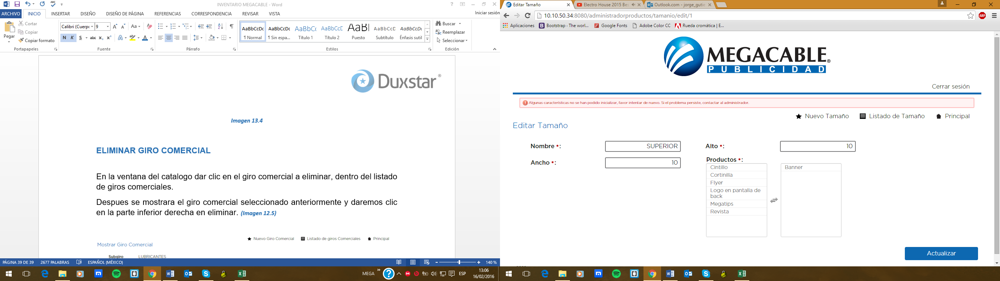 INVENTARIO MEGACABLE - Word
ARCHIVO INICIO INSERTAR DISEÑO DISEÑO DE PÁGINA REFERENCIAS CORRESPONDENCIA REVISAR VISTA Iniciar sesión
Pegar
Cortar
Copiar
Copiar formato
Portapapeles
Calibri (Cuerpo 9
N K S abc x₂ x²
Fuente
Párrafo
AaBbCcDc AaBbCcDc AaBbCc AaBbCcD AaBl AaBbCcD AaBbCcDc
¶ Normal ¶ Sin espa... Título 1 Título 2 Puesto Subtítulo Énfasis sutil
Estilos
Buscar
Reemplazar
Seleccionar
Edición
Duxstar®
Imagen 13.4
ELIMINAR GIRO COMERCIAL
En la ventana del catalogo dar clic en el giro comercial a eliminar, dentro del listado
de giros comerciales.
Despues se mostrara el giro comercial seleccionado anteriormente y daremos clic
en la parte inferior derecha en eliminar. (Imagen 12.5)
Nuevo Giro Comercial Listado de giros Comerciales Principal
Mostrar Giro Comercial
Subgiro LUBRICANTES
PÁGINA 39 DE 39 2677 PALABRAS ESPAÑOL (MÉXICO) 140 %
MEGA » ESP 13:06
16/02/2016
Editar Tamaño Electro House 2015 Bes Outlook.com - jorge_gutie
10.10.50.34:8080/administradorproductos/tamanio/edit/1
ABP
Aplicaciones Bootstrap · The worl... Google Fonts Adobe Color CC Rueda cromática | E...
MEGACABLE®
PUBLICIDAD
Cerrar sesión
Algunas características no se han podido inicializar, favor intentar de nuevo. Si el problema persiste, contactar al administrador.
Nuevo Tamaño Listado de Tamaño Principal
Editar Tamaño
Nombre *: SUPERIOR Alto *: 10
Ancho *: 10 Productos *:
Cintillo
Cortinilla
Flyer
Logo en pantalla de
back
Megatips
Revista
Banner
Actualizar